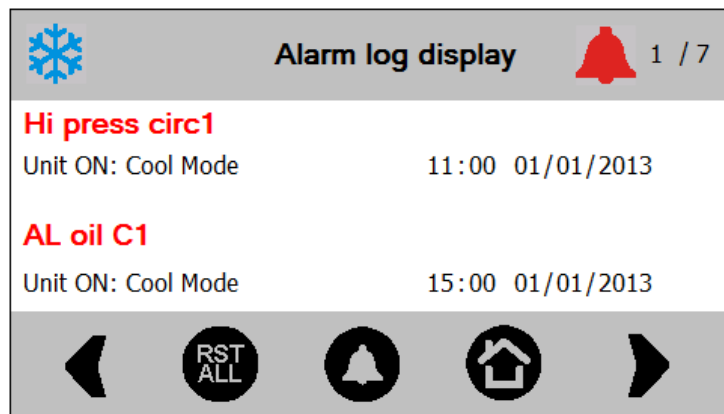 Alarm log display 1 / 7
Hi press circ1
Unit ON: Cool Mode 11:00 01/01/2013
AL oil C1
Unit ON: Cool Mode 15:00 01/01/2013
RST
ALL